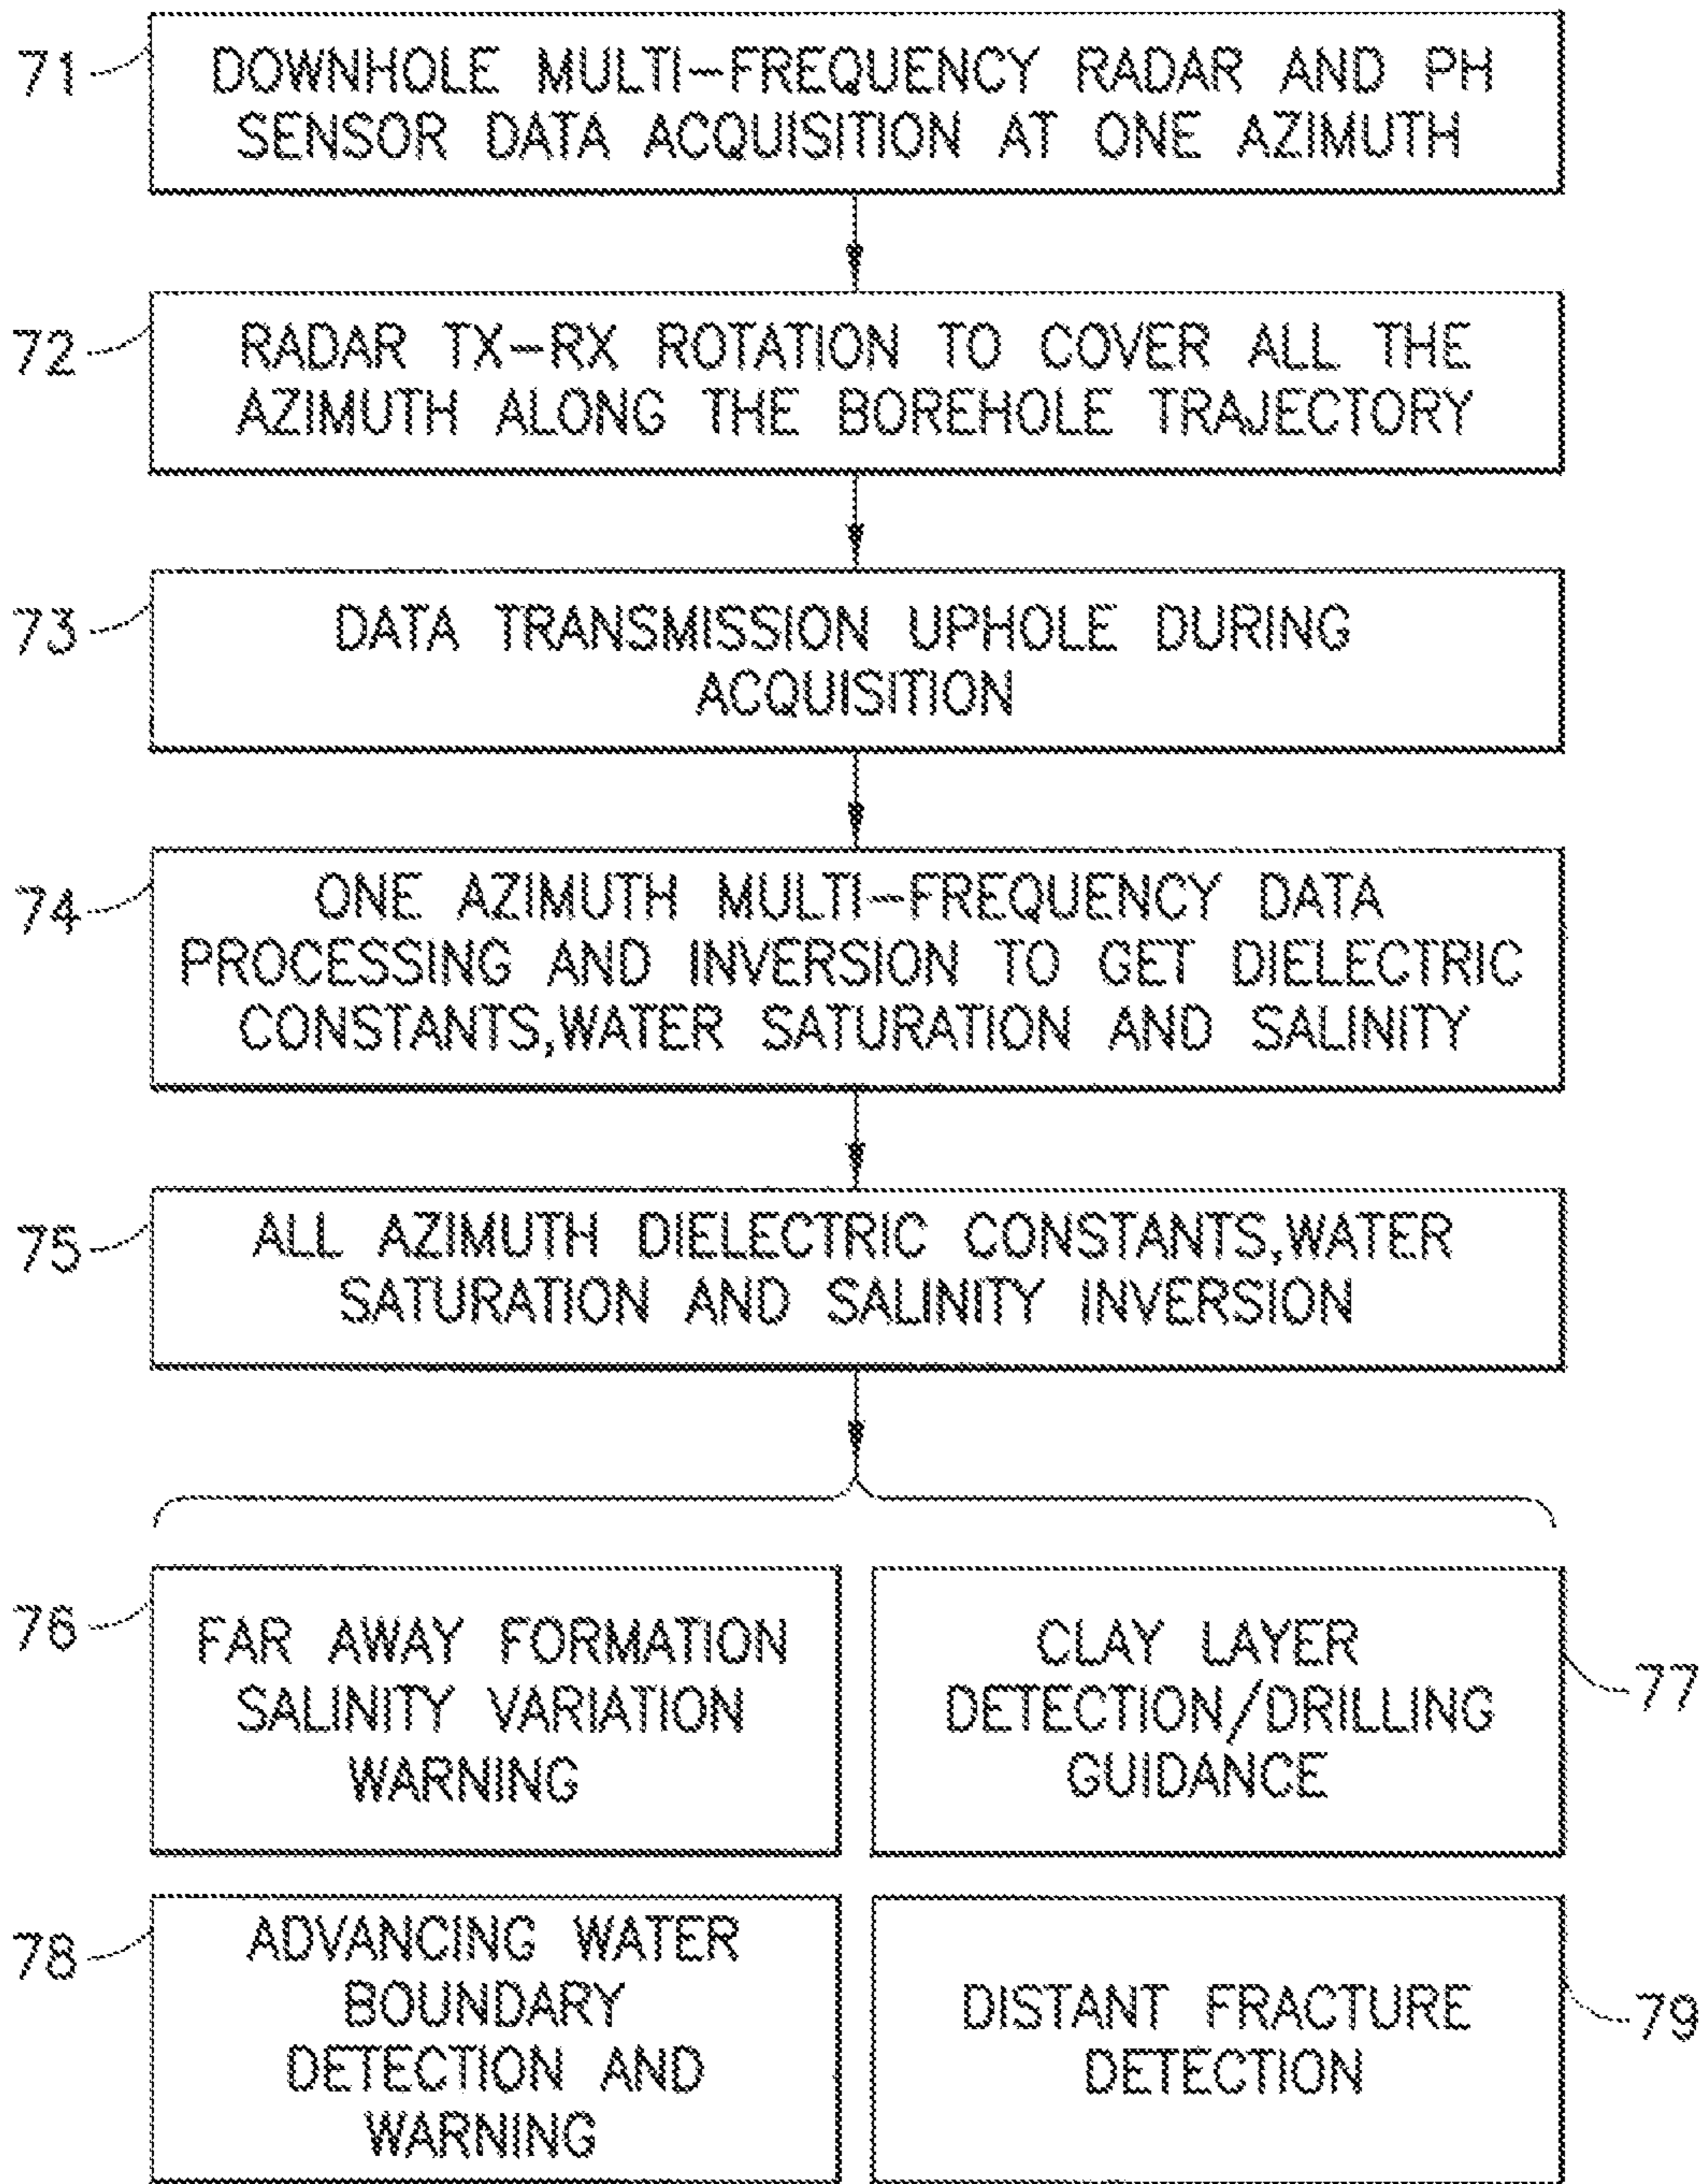 71
DOWNHOLE MULTI-FREQUENCY RADAR AND PH
SENSOR DATA ACQUISITION AT ONE AZIMUTH
72
RADAR TX-RX ROTATION TO COVER ALL THE
AZIMUTH ALONG THE BOREHOLE TRAJECTORY
73
DATA TRANSMISSION UPHOLE DURING
ACQUISITION
74
ONE AZIMUTH MULTI-FREQUENCY DATA
PROCESSING AND INVERSION TO GET DIELECTRIC
CONSTANTS,WATER SATURATION AND SALINITY
75
ALL AZIMUTH DIELECTRIC CONSTANTS,WATER
SATURATION AND SALINITY INVERSION
76
FAR AWAY FORMATION
SALINITY VARIATION
WARNING
CLAY LAYER
DETECTION/DRILLING
GUIDANCE
77
78
ADVANCING WATER
BOUNDARY
DETECTION AND
WARNING
DISTANT FRACTURE
DETECTION
79